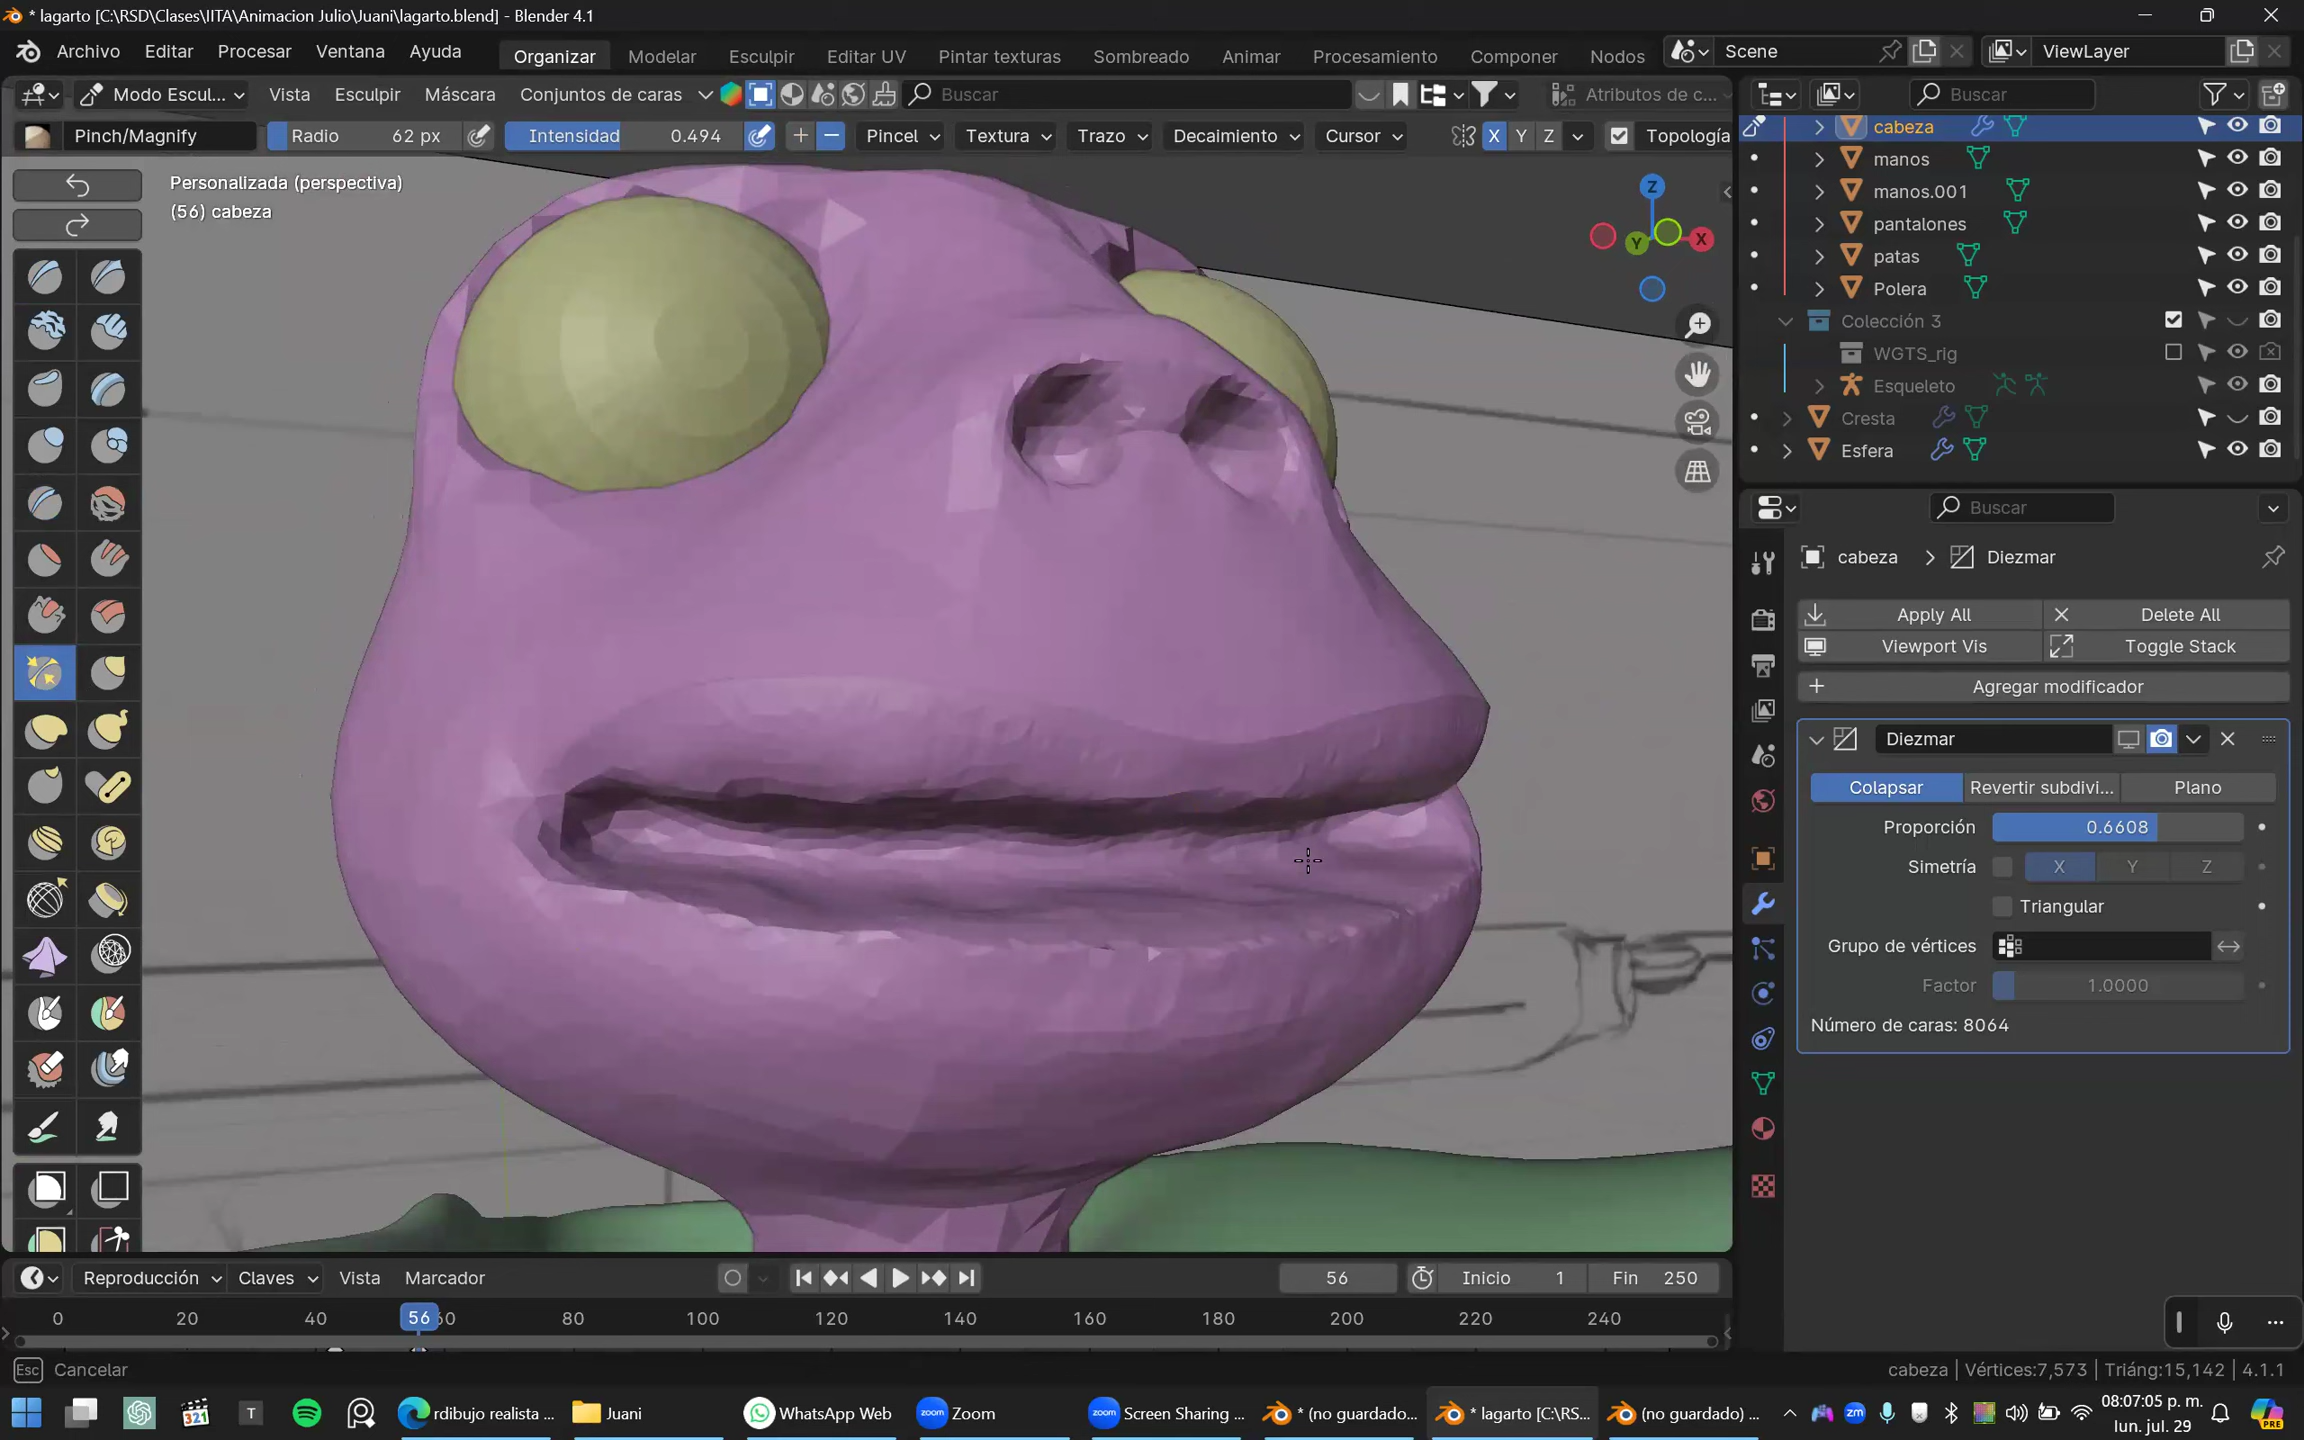 * lagarto [C:\RSD\Clases\IITA\Animacion Julio\Juani\lagarto.blend] - Blender 4.1
Archivo Editar Procesar Ventana Ayuda Organizar Modelar Esculpir Editar UV Pintar texturas Sombreado Animar Procesamiento Componer Nodos Scene ViewLayer
Modo Escul... Vista Esculpir Máscara Conjuntos de caras Buscar Atributos de c... Buscar
Pinch/Magnify Radio 62 px Intensidad 0.494 Pincel Textura Trazo Decaimiento Cursor X Y Z Topología
Personalizada (perspectiva)
(56) cabeza
Z
Y
X
cabeza
manos
manos.001
pantalones
patas
Polera
Colección 3
WGTS_rig
Esqueleto
Cresta
Esfera
Buscar
cabeza > Diezmar
Apply All Delete All
Viewport Vis Toggle Stack
Agregar modificador
Diezmar
Colapsar Revertir subdivi... Plano
Proporción 0.6608
Simetría X Y Z
Triangular
Grupo de vértices
Factor 1.0000
Número de caras: 8064
Reproducción Claves Vista Marcador 56 Inicio 1 Fin 250
0 20 40 56 60 80 100 120 140 160 180 200 220 240
Esc Cancelar
cabeza | Vértices:7,573 | Triáng:15,142 | 4.1.1
rdibujo realista ... Juani WhatsApp Web Zoom Screen Sharing ... * (no guardado... * lagarto [C:\RS... (no guardado) ...
08:07:05 p. m.
lun. jul. 29